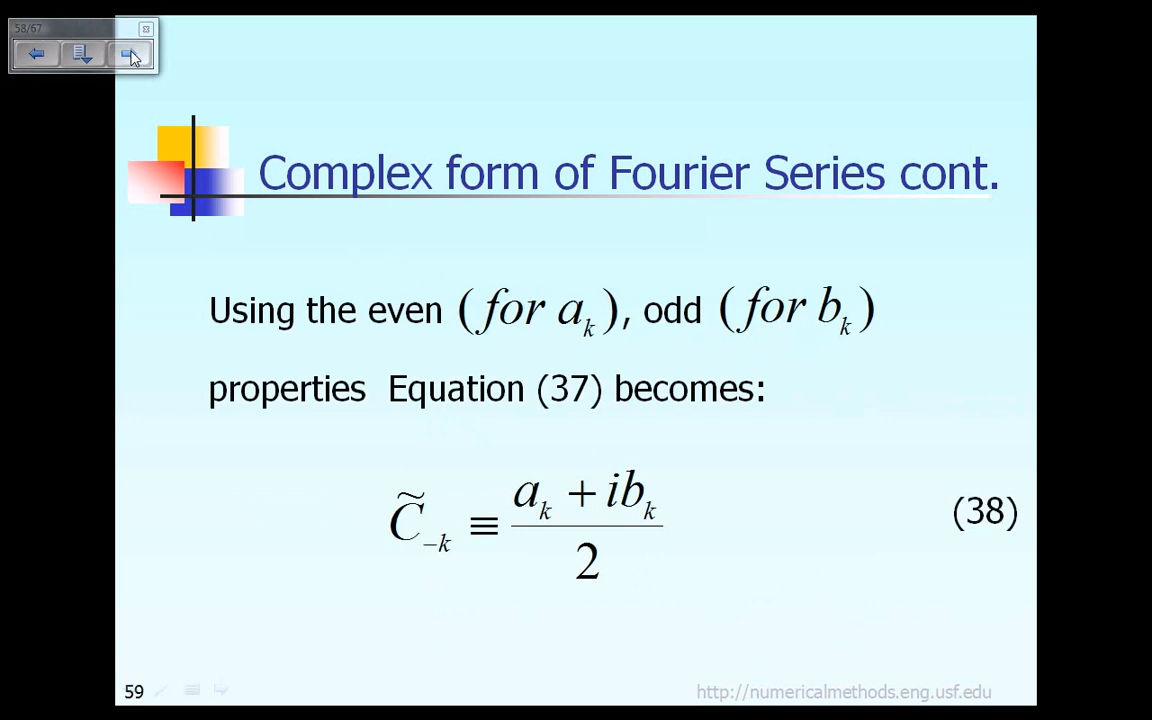 58/67
Complex form of Fourier Series cont.
Using the even (for a_k), odd (for b_k)
properties Equation (37) becomes:
C̃_{-k} ≡ (a_k + ib_k)/2 (38)
59
http://numericalmethods.eng.usf.edu